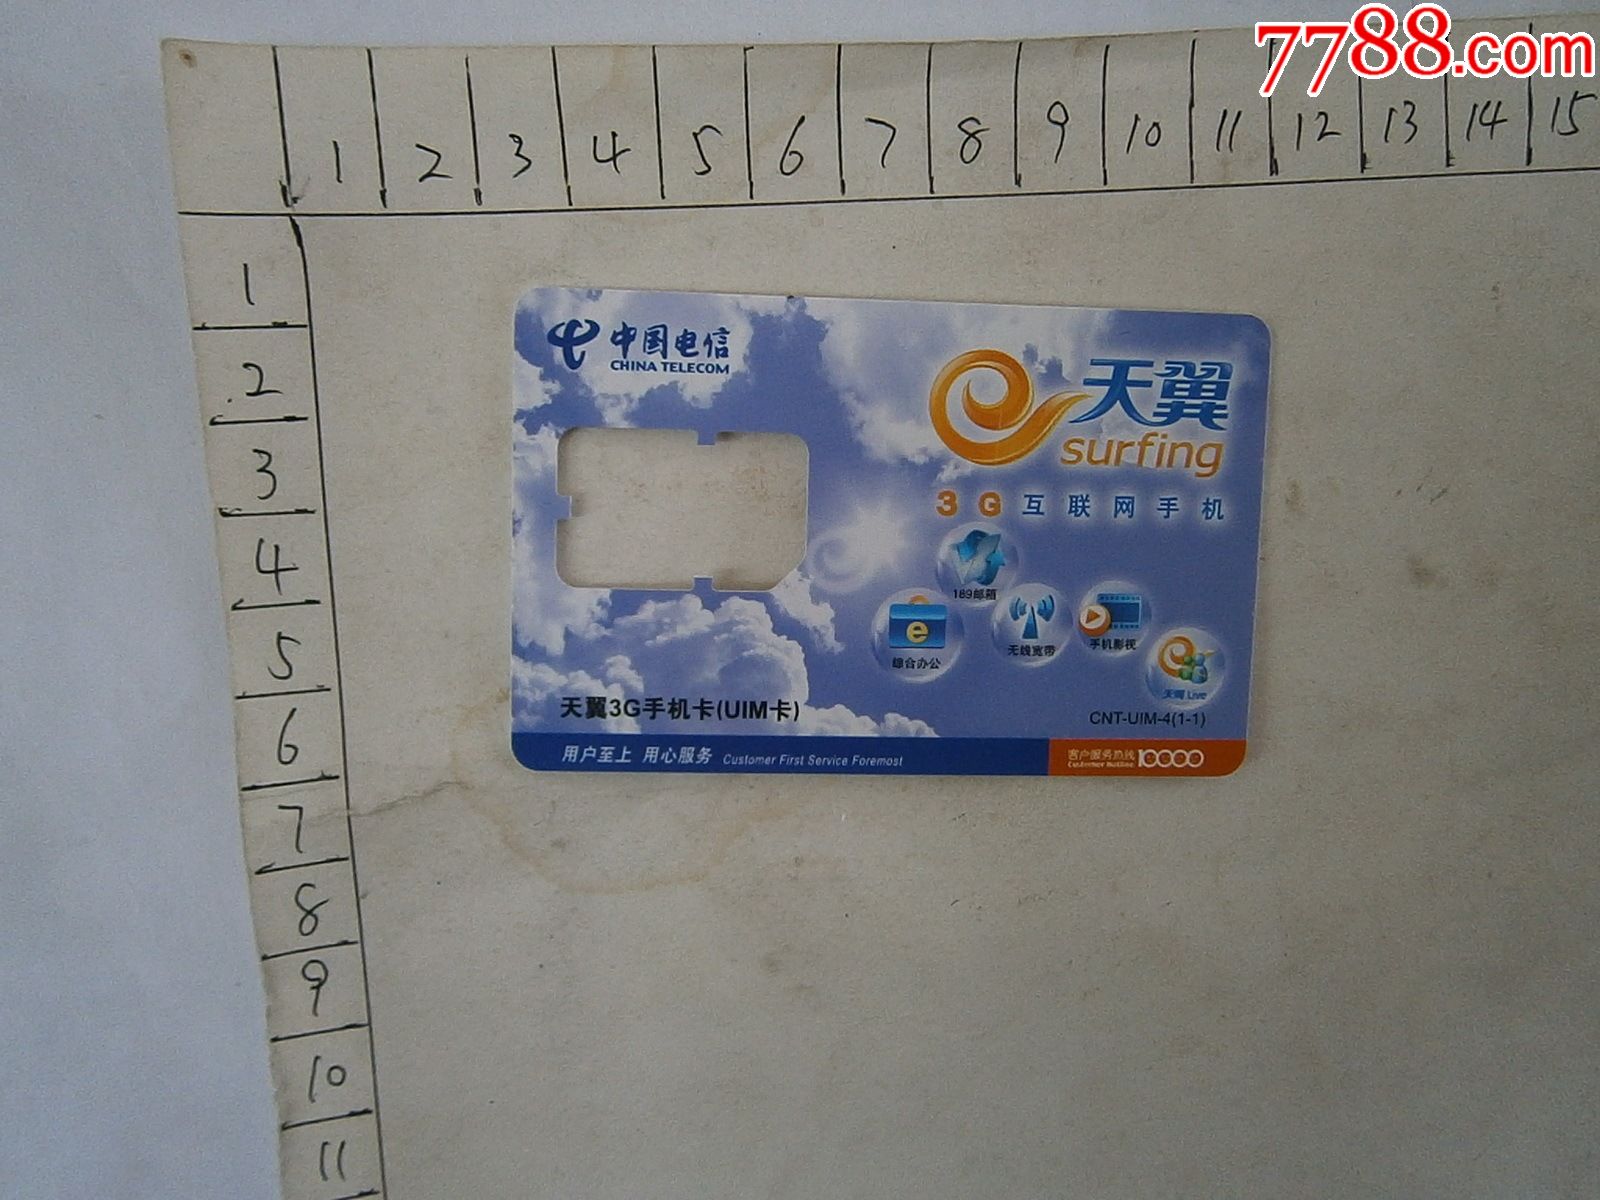 7788.com
1 2 3 4 5 6 7 8 9 10 11 12 13 14 15
1
2
3
4
5
6
7
8
9
10
11
中国电信
CHINA TELECOM
天翼
surfing
3G互联网手机
189邮箱
综合办公
无线宽带
手机影视
天翼 Live
天翼3G手机卡(UIM卡)
CNT-UIM-4(1-1)
用户至上 用心服务 Customer First Service Foremost
客户服务热线 10000
Customer Hotline